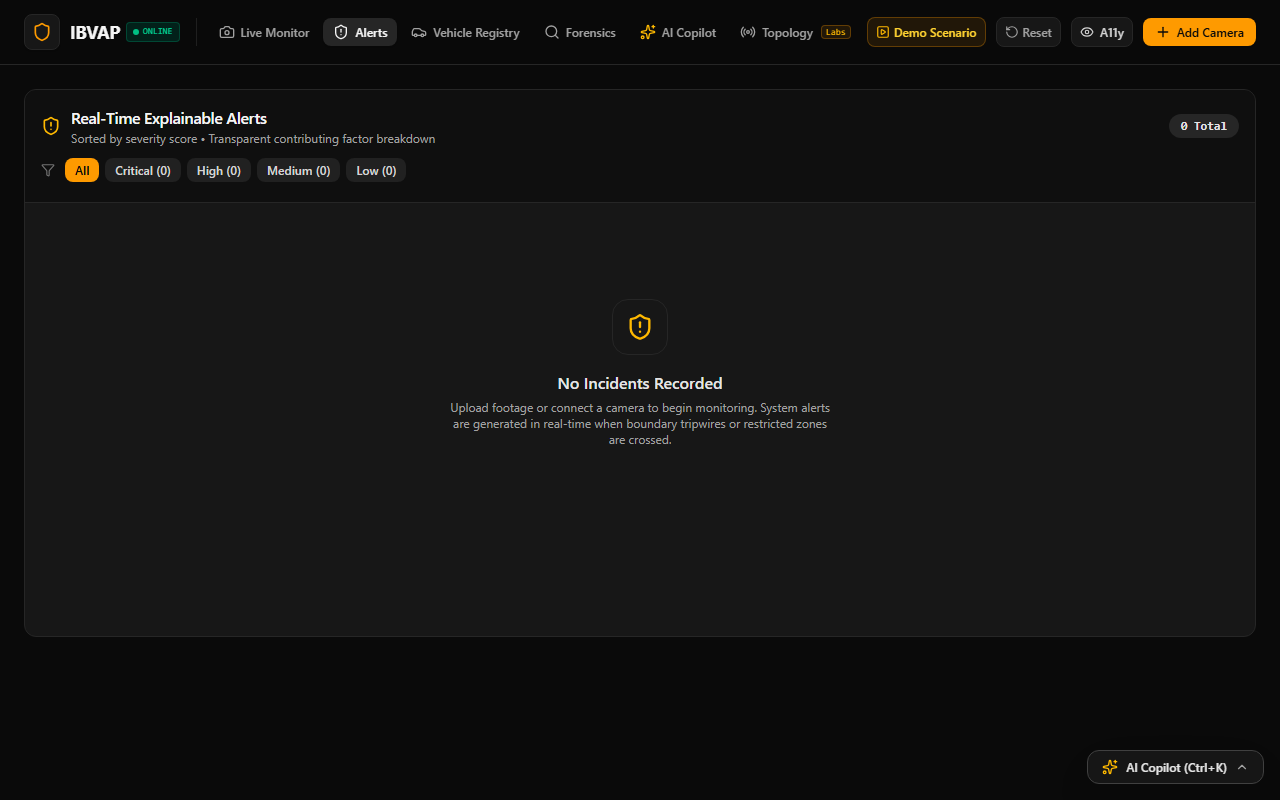 IBVAP
ONLINE
Live Monitor
Alerts
Vehicle Registry
Forensics
AI Copilot
Topology
Labs
Demo Scenario
Reset
A11y
Add Camera
Real-Time Explainable Alerts
Sorted by severity score • Transparent contributing factor breakdown
0 Total
All
Critical (0)
High (0)
Medium (0)
Low (0)
No Incidents Recorded
Upload footage or connect a camera to begin monitoring. System alerts
are generated in real-time when boundary tripwires or restricted zones
are crossed.
AI Copilot (Ctrl+K)